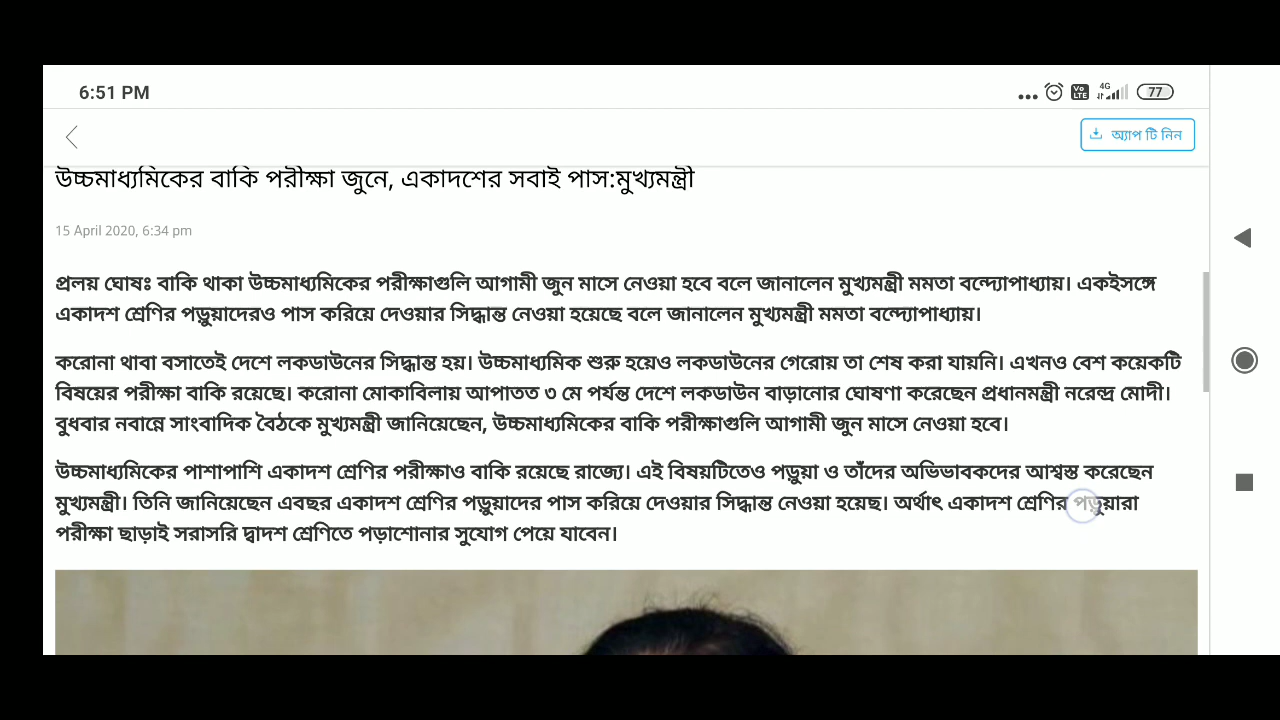 6:51 PM
4G
Vo LTE
77
অ্যাপ টি নিন
উচ্চমাধ্যমিকের বাকি পরীক্ষা জুনে, একাদশের সবাই পাস:মুখ্যমন্ত্রী
15 April 2020, 6:34 pm
প্রলয় ঘোষঃ বাকি থাকা উচ্চমাধ্যমিকের পরীক্ষাগুলি আগামী জুন মাসে নেওয়া হবে বলে জানালেন মুখ্যমন্ত্রী মমতা বন্দ্যোপাধ্যায়। একইসঙ্গে
একাদশ শ্রেণির পড়ুয়াদেরও পাস করিয়ে দেওয়ার সিদ্ধান্ত নেওয়া হয়েছে বলে জানালেন মুখ্যমন্ত্রী মমতা বন্দ্যোপাধ্যায়।
করোনা থাবা বসাতেই দেশে লকডাউনের সিদ্ধান্ত হয়। উচ্চমাধ্যমিক শুরু হয়েও লকডাউনের গেরোয় তা শেষ করা যায়নি। এখনও বেশ কয়েকটি
বিষয়ের পরীক্ষা বাকি রয়েছে। করোনা মোকাবিলায় আপাতত ৩ মে পর্যন্ত দেশে লকডাউন বাড়ানোর ঘোষণা করেছেন প্রধানমন্ত্রী নরেন্দ্র মোদী।
বুধবার নবান্নে সাংবাদিক বৈঠকে মুখ্যমন্ত্রী জানিয়েছেন, উচ্চমাধ্যমিকের বাকি পরীক্ষাগুলি আগামী জুন মাসে নেওয়া হবে।
উচ্চমাধ্যমিকের পাশাপাশি একাদশ শ্রেণির পরীক্ষাও বাকি রয়েছে রাজ্যে। এই বিষয়টিতেও পড়ুয়া ও তাঁদের অভিভাবকদের আশ্বস্ত করেছেন
মুখ্যমন্ত্রী। তিনি জানিয়েছেন এবছর একাদশ শ্রেণির পড়ুয়াদের পাস করিয়ে দেওয়ার সিদ্ধান্ত নেওয়া হয়েছ। অর্থাৎ একাদশ শ্রেণির পড়ুয়ারা
পরীক্ষা ছাড়াই সরাসরি দ্বাদশ শ্রেণিতে পড়াশোনার সুযোগ পেয়ে যাবেন।